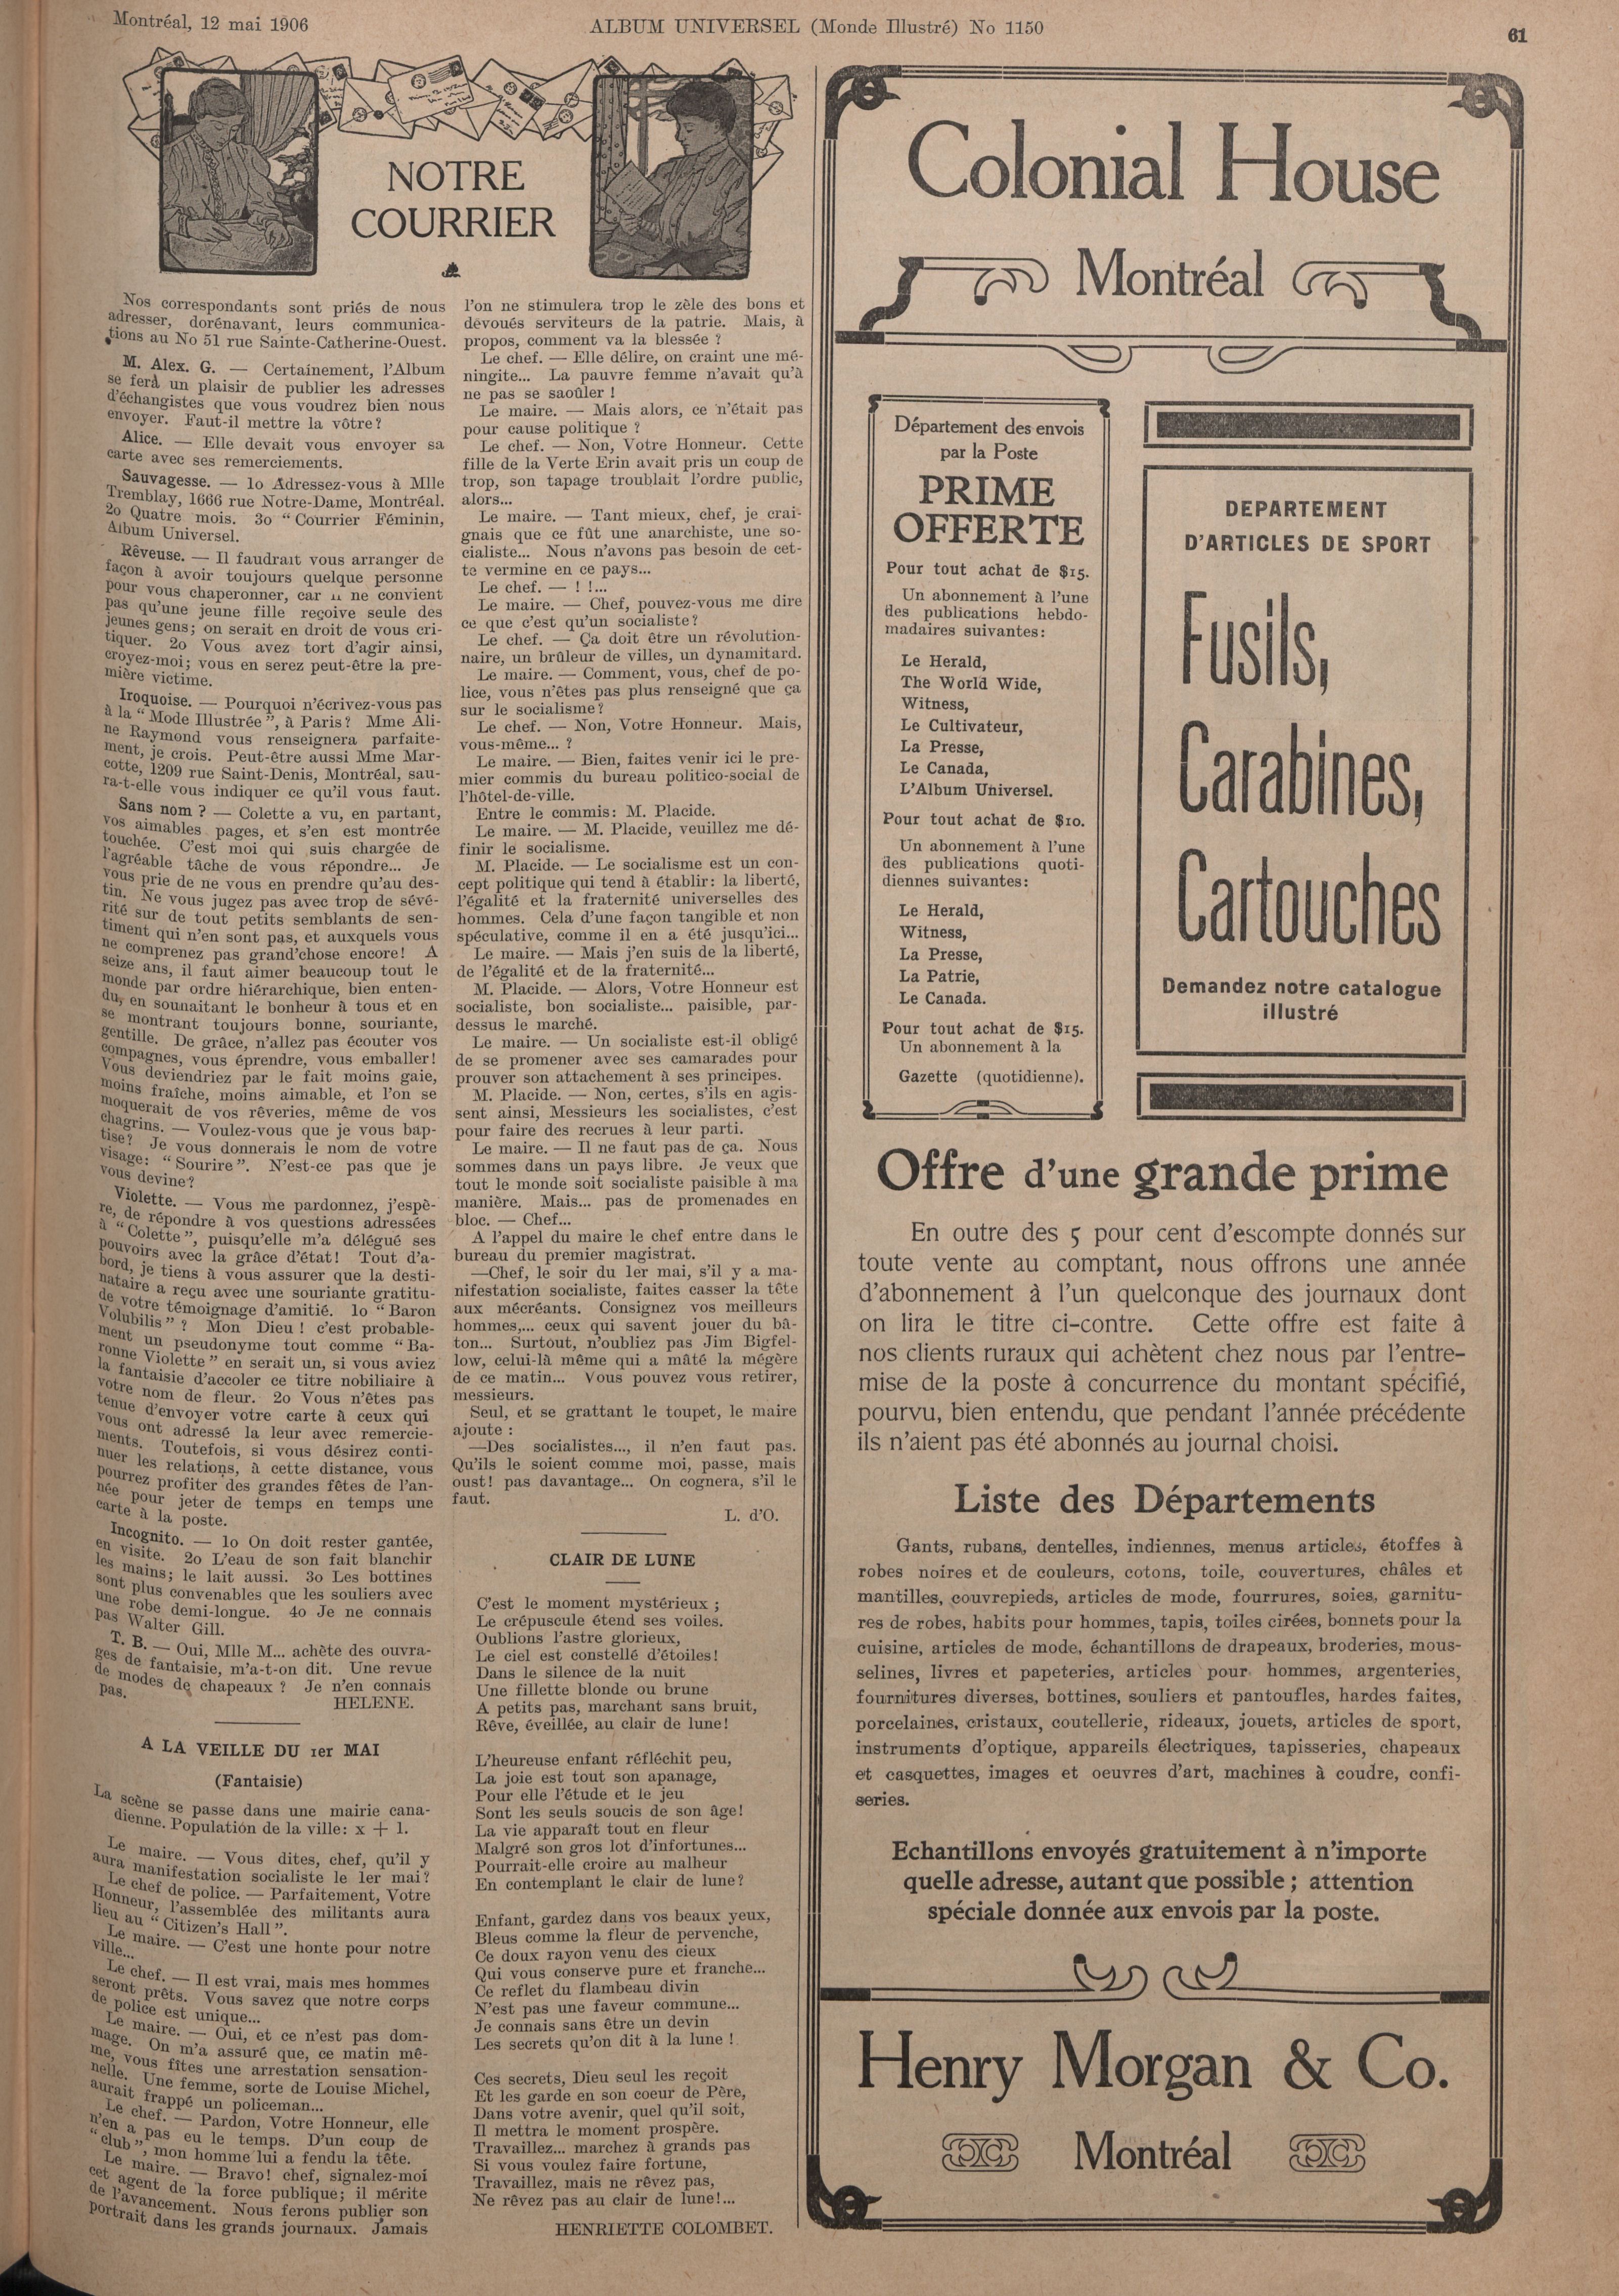 Montréal, 12 mai 1906
ALBUM UNIVERSEL (Monde Illustré) No 1150
61
NOTRE
COURRIER
Nos correspondants sont priés de nous
adresser, dorénavant, leurs communica-
tions au No 51 rue Sainte-Catherine-Ouest.
M. Alex. G. — Certainement, l'Album
se fera un plaisir de publier les adresses
d'échangistes que vous voudrez bien nous
envoyer. Faut-il mettre la vôtre?
Alice. — Elle devait vous envoyer sa
carte avec ses remerciements.
Sauvagesse. — 1o Adressez-vous à Mlle
Tremblay, 1666 rue Notre-Dame, Montréal.
2o Quatre mois. 3o "Courrier Féminin,
Album Universel.
Rêveuse. — Il faudrait vous arranger de
façon à avoir toujours quelque personne
pour vous chaperonner, car il ne convient
pas qu'une jeune fille reçoive seule des
jeunes gens; on serait en droit de vous cri-
tiquer. 2o Vous avez tort d'agir ainsi,
croyez-moi; vous en serez peut-être la pre-
mière victime.
Iroquoise. — Pourquoi n'écrivez-vous pas
à la "Mode Illustrée", à Paris? Mme Ali-
ne Raymond vous renseignera parfaite-
ment, je crois. Peut-être aussi Mme Mar-
cotte, 1209 rue Saint-Denis, Montréal, sau-
ra-t-elle vous indiquer ce qu'il vous faut.
Sans nom ? — Colette a vu, en partant,
vos aimables pages, et s'en est montrée
touchée. C'est moi qui suis chargée de
l'agréable tâche de vous répondre... Je
vous prie de ne vous en prendre qu'au des-
tin. Ne vous jugez pas avec trop de sévé-
rité sur de tout petits semblants de sen-
timent qui n'en sont pas, et auxquels vous
ne comprenez pas grand'chose encore! A
seize ans, il faut aimer beaucoup tout le
monde par ordre hiérarchique, bien enten-
du, en souhaitant le bonheur à tous et en
se montrant toujours bonne, souriante,
gentille. De grâce, n'allez pas écouter vos
compagnes, vous éprendre, vous emballer!
Vous deviendriez par le fait moins gaie,
moins fraîche, moins aimable, et l'on se
moquerait de vos rêveries, même de vos
chagrins. — Voulez-vous que je vous bap-
tise? Je vous donnerais le nom de votre
visage: "Sourire". N'est-ce pas que je
vous devine?
Violette. — Vous me pardonnez, j'espè-
re, de répondre à vos questions adressées
à "Colette", puisqu'elle m'a délégué ses
pouvoirs avec la grâce d'état! Tout d'a-
bord, je tiens à vous assurer que la desti-
nataire a reçu avec une souriante gratitu-
de votre témoignage d'amitié. 1o "Baron
Volubilis" ? Mon Dieu ! c'est probable-
ment un pseudonyme tout comme "Ba-
ronne Violette" en serait un, si vous aviez
la fantaisie d'accoler ce titre nobiliaire à
votre nom de fleur. 2o Vous n'êtes pas
tenue d'envoyer votre carte à ceux qui
vous ont adressé la leur avec remercie-
ments. Toutefois, si vous désirez conti-
nuer les relations, à cette distance, vous
pourrez profiter des grandes fêtes de l'an-
née pour jeter de temps en temps une
carte à la poste.
Incognito. — 1o On doit rester gantée,
en visite. 2o L'eau de son fait blanchir
les mains; le lait aussi. 3o Les bottines
sont plus convenables que les souliers avec
une robe demi-longue. 4o Je ne connais
pas Walter Gill.
T. B. — Oui, Mlle M... achète des ouvra-
ges de fantaisie, m'a-t-on dit. Une revue
de modes de chapeaux ? Je n'en connais
pas.
HELENE.
A LA VEILLE DU 1er MAI
(Fantaisie)
La scène se passe dans une mairie cana-
dienne. Population de la ville: x + 1.
Le maire. — Vous dites, chef, qu'il y
aura manifestation socialiste le 1er mai?
Le chef de police. — Parfaitement, Votre
Honneur, l'assemblée des militants aura
lieu au "Citizen's Hall".
Le maire. — C'est une honte pour notre
ville...
Le chef. — Il est vrai, mais mes hommes
seront prêts. Vous savez que notre corps
de police est unique...
Le maire. — Oui, et ce n'est pas dom-
mage. On m'a assuré que, ce matin mê-
me, vous fîtes une arrestation sensation-
nelle. Une femme, sorte de Louise Michel,
aurait frappé un policeman...
Le chef. — Pardon, Votre Honneur, elle
n'en a pas eu le temps. D'un coup de
"club", mon homme lui a fendu la tête.
Le maire. — Bravo! chef, signalez-moi
cet agent de la force publique; il mérite
de l'avancement. Nous ferons publier son
portrait dans les grands journaux. Jamais
l'on ne stimulera trop le zèle des bons et
dévoués serviteurs de la patrie. Mais, à
propos, comment va la blessée ?
Le chef. — Elle délire, on craint une mé-
ningite... La pauvre femme n'avait qu'à
ne pas se saoûler !
Le maire. — Mais alors, ce n'était pas
pour cause politique ?
Le chef. — Non, Votre Honneur. Cette
fille de la Verte Erin avait pris un coup de
trop, son tapage troublait l'ordre public,
alors...
Le maire. — Tant mieux, chef, je crai-
gnais que ce fût une anarchiste, une so-
cialiste... Nous n'avons pas besoin de cet-
te vermine en ce pays...
Le chef. — ! !...
Le maire. — Chef, pouvez-vous me dire
ce que c'est qu'un socialiste?
Le chef. — Ça doit être un révolution-
naire, un brûleur de villes, un dynamitard.
Le maire. — Comment, vous, chef de po-
lice, vous n'êtes pas plus renseigné que ça
sur le socialisme?
Le chef. — Non, Votre Honneur. Mais,
vous-même... ?
Le maire. — Bien, faites venir ici le pre-
mier commis du bureau politico-social de
l'hôtel-de-ville.
Entre le commis: M. Placide.
Le maire. — M. Placide, veuillez me dé-
finir le socialisme.
M. Placide. — Le socialisme est un con-
cept politique qui tend à établir: la liberté,
l'égalité et la fraternité universelles des
hommes. Cela d'une façon tangible et non
spéculative, comme il en a été jusqu'ici...
Le maire. — Mais j'en suis de la liberté,
de l'égalité et de la fraternité...
M. Placide. — Alors, Votre Honneur est
socialiste, bon socialiste... paisible, par-
dessus le marché.
Le maire. — Un socialiste est-il obligé
de se promener avec ses camarades pour
prouver son attachement à ses principes.
M. Placide. — Non, certes, s'ils en agis-
sent ainsi, Messieurs les socialistes, c'est
pour faire des recrues à leur parti.
Le maire. — Il ne faut pas de ça. Nous
sommes dans un pays libre. Je veux que
tout le monde soit socialiste paisible à ma
manière. Mais... pas de promenades en
bloc. — Chef...
A l'appel du maire le chef entre dans le
bureau du premier magistrat.
—Chef, le soir du 1er mai, s'il y a ma-
nifestation socialiste, faites casser la tête
aux mécréants. Consignez vos meilleurs
hommes,... ceux qui savent jouer du bâ-
ton... Surtout, n'oubliez pas Jim Bigfel-
low, celui-là même qui a mâté la mégère
de ce matin... Vous pouvez vous retirer,
messieurs.
Seul, et se grattant le toupet, le maire
ajoute :
—Des socialistes..., il n'en faut pas.
Qu'ils le soient comme moi, passe, mais
oust! pas davantage... On cognera, s'il le
faut.
L. d'O.
CLAIR DE LUNE
C'est le moment mystérieux ;
Le crépuscule étend ses voiles.
Oublions l'astre glorieux,
Le ciel est constellé d'étoiles!
Dans le silence de la nuit
Une fillette blonde ou brune
A petits pas, marchant sans bruit,
Rêve, éveillée, au clair de lune!
L'heureuse enfant réfléchit peu,
La joie est tout son apanage,
Pour elle l'étude et le jeu
Sont les seuls soucis de son âge!
La vie apparaît tout en fleur
Malgré son gros lot d'infortunes...
Pourrait-elle croire au malheur
En contemplant le clair de lune?
Enfant, gardez dans vos beaux yeux,
Bleus comme la fleur de pervenche,
Ce doux rayon venu des cieux
Qui vous conserve pure et franche...
Ce reflet du flambeau divin
N'est pas une faveur commune...
Je connais sans être un devin
Les secrets qu'on dit à la lune !
Ces secrets, Dieu seul les reçoit
Et les garde en son coeur de Père,
Dans votre avenir, quel qu'il soit,
Il mettra le moment prospère.
Travaillez... marchez à grands pas
Si vous voulez faire fortune,
Travaillez, mais ne rêvez pas,
Ne rêvez pas au clair de lune!...
HENRIETTE COLOMBET.
Colonial House
Montréal
Département des envois
par la Poste
PRIME
OFFERTE
Pour tout achat de $15.
Un abonnement à l'une
des publications hebdo-
madaires suivantes:
Le Herald,
The World Wide,
Witness,
Le Cultivateur,
La Presse,
Le Canada,
L'Album Universel.
Pour tout achat de $10.
Un abonnement à l'une
des publications quoti-
diennes suivantes:
Le Herald,
Witness,
La Presse,
La Patrie,
Le Canada.
Pour tout achat de $15.
Un abonnement à la
Gazette (quotidienne).
DEPARTEMENT
D'ARTICLES DE SPORT
Fusils,
Carabines,
Cartouches
Demandez notre catalogue
illustré
Offre d'une grande prime
En outre des 5 pour cent d'escompte donnés sur
toute vente au comptant, nous offrons une année
d'abonnement à l'un quelconque des journaux dont
on lira le titre ci-contre. Cette offre est faite à
nos clients ruraux qui achètent chez nous par l'entre-
mise de la poste à concurrence du montant spécifié,
pourvu, bien entendu, que pendant l'année précédente
ils n'aient pas été abonnés au journal choisi.
Liste des Départements
Gants, rubans, dentelles, indiennes, menus articles, étoffes à
robes noires et de couleurs, cotons, toile, couvertures, châles et
mantilles, couvrepieds, articles de mode, fourrures, soies, garnitu-
res de robes, habits pour hommes, tapis, toiles cirées, bonnets pour la
cuisine, articles de mode, échantillons de drapeaux, broderies, mous-
selines, livres et papeteries, articles pour hommes, argenteries,
fournitures diverses, bottines, souliers et pantoufles, hardes faites,
porcelaines, cristaux, coutellerie, rideaux, jouets, articles de sport,
instruments d'optique, appareils électriques, tapisseries, chapeaux
et casquettes, images et oeuvres d'art, machines à coudre, confi-
series.
Echantillons envoyés gratuitement à n'importe
quelle adresse, autant que possible ; attention
spéciale donnée aux envois par la poste.
Henry Morgan & Co.
Montréal